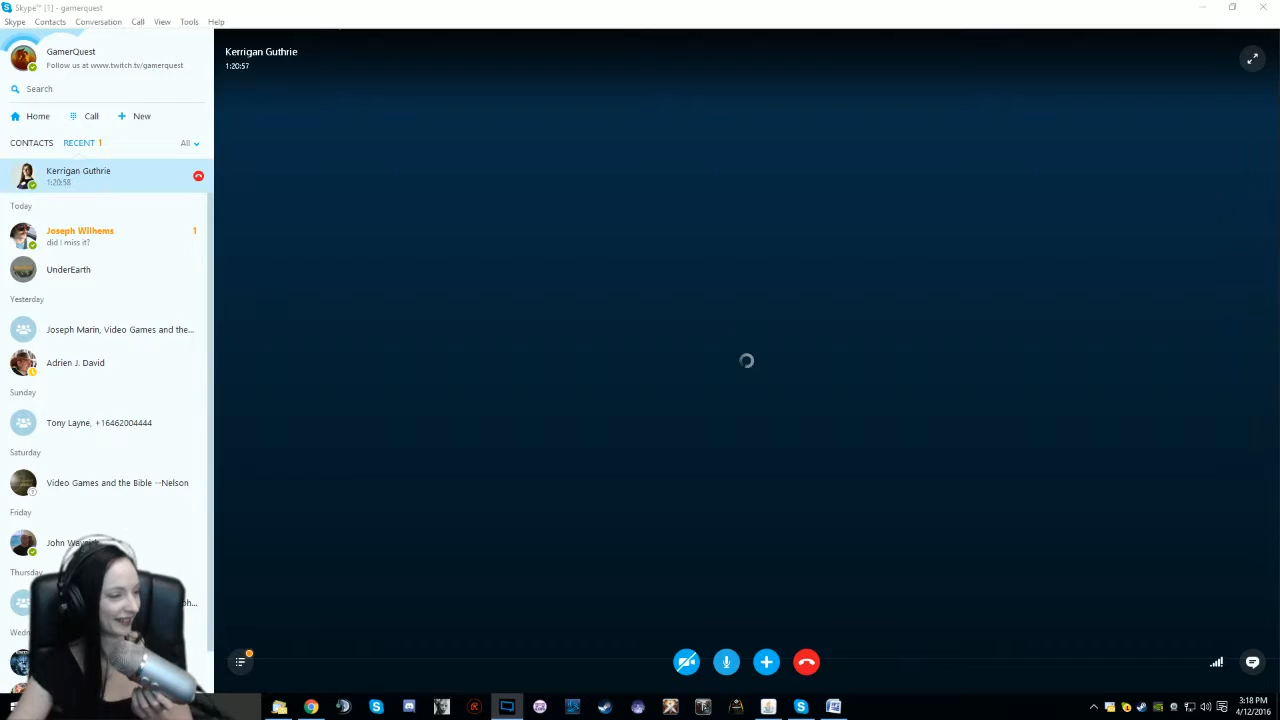 Skype™ [1] - gamerquest
Skype Contacts Conversation Call View Tools Help
GamerQuest
Follow us at www.twitch.tv/gamerquest
Search
Home Call New
CONTACTS RECENT 1 All
Kerrigan Guthrie
1:20:58
Today
Joseph Wilhems 1
did I miss it?
UnderEarth
Yesterday
Joseph Marin, Video Games and the...
Adrien J. David
Sunday
Tony Layne, +16462004444
Saturday
Video Games and the Bible --Nelson
Friday
John
Thursday
Kerrigan Guthrie
1:20:57
3:18 PM
4/12/2016